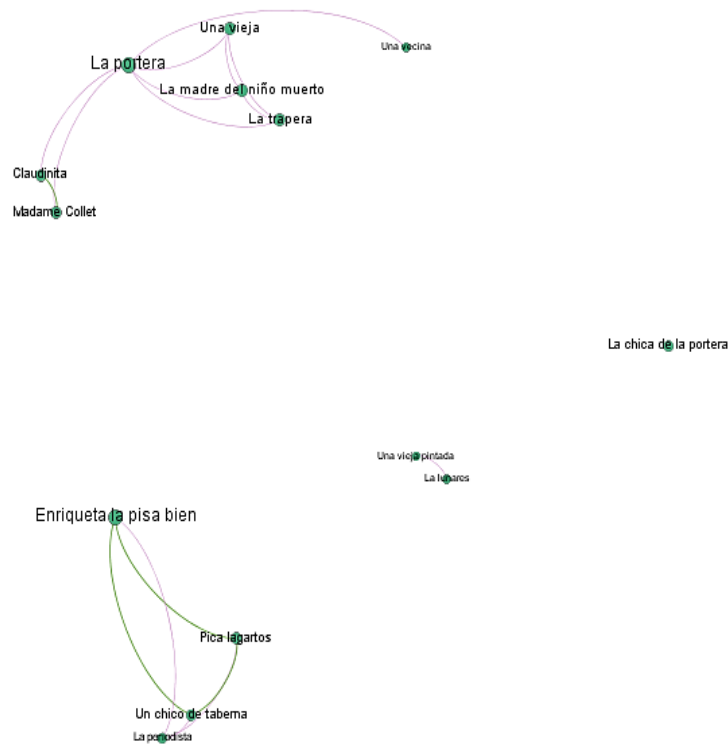 Una vieja
Una vecina
La portera
La madre del niño muerto
La trapera
Claudinita
Madame Collet
La chica de la portera
Una vieja pintada
La lunares
Enriqueta la pisa bien
Pica lagartos
Un chico de taberna
La periodista